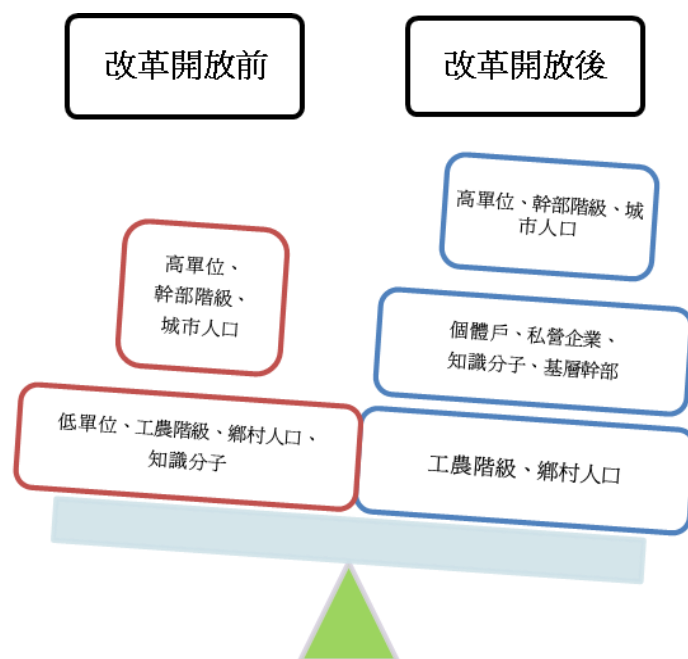 改革開放前
改革開放後
高單位、
幹部階級、
城市人口
低單位、工農階級、鄉村人口、
知識分子
高單位、幹部階級、城
市人口
個體戶、私營企業、
知識分子、基層幹部
工農階級、鄉村人口